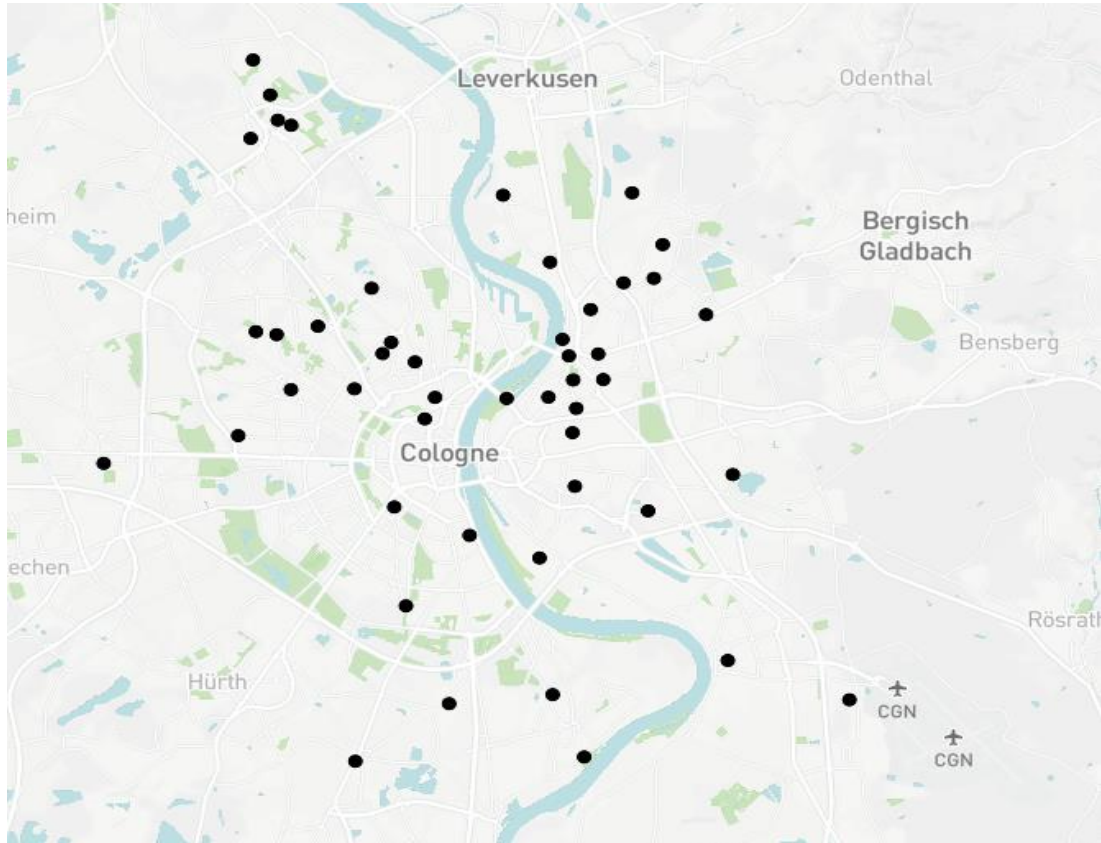 Leverkusen
Odenthal
heim
Bergisch
Gladbach
Bensberg
Cologne
echen
Rösrath
Hürth
CGN
CGN